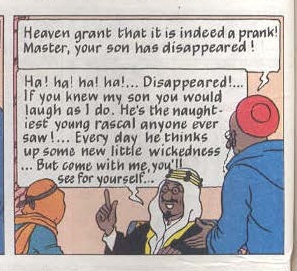 Heaven grant that it is indeed a prank!
Master, your son has disappeared!
Ha! ha! ha! ha!... Disappeared!...
If you knew my son you would
laugh as I do. He's the naught-
iest young rascal anyone ever
saw!... Every day he thinks
up some new little wickedness
... But come with me, you'll
see for yourself...